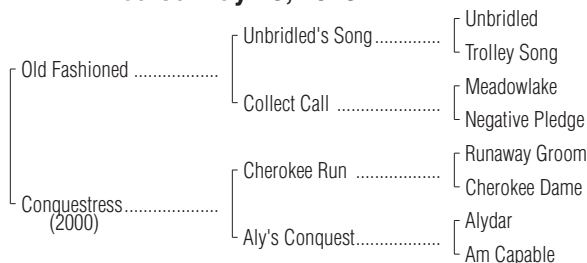 Unbridled
Unbridled's Song
Trolley Song
Old Fashioned
Meadowlake
Collect Call
Negative Pledge
Runaway Groom
Cherokee Run
Cherokee Dame
Conquestress
(2000)
Alydar
Aly's Conquest
Am Capable